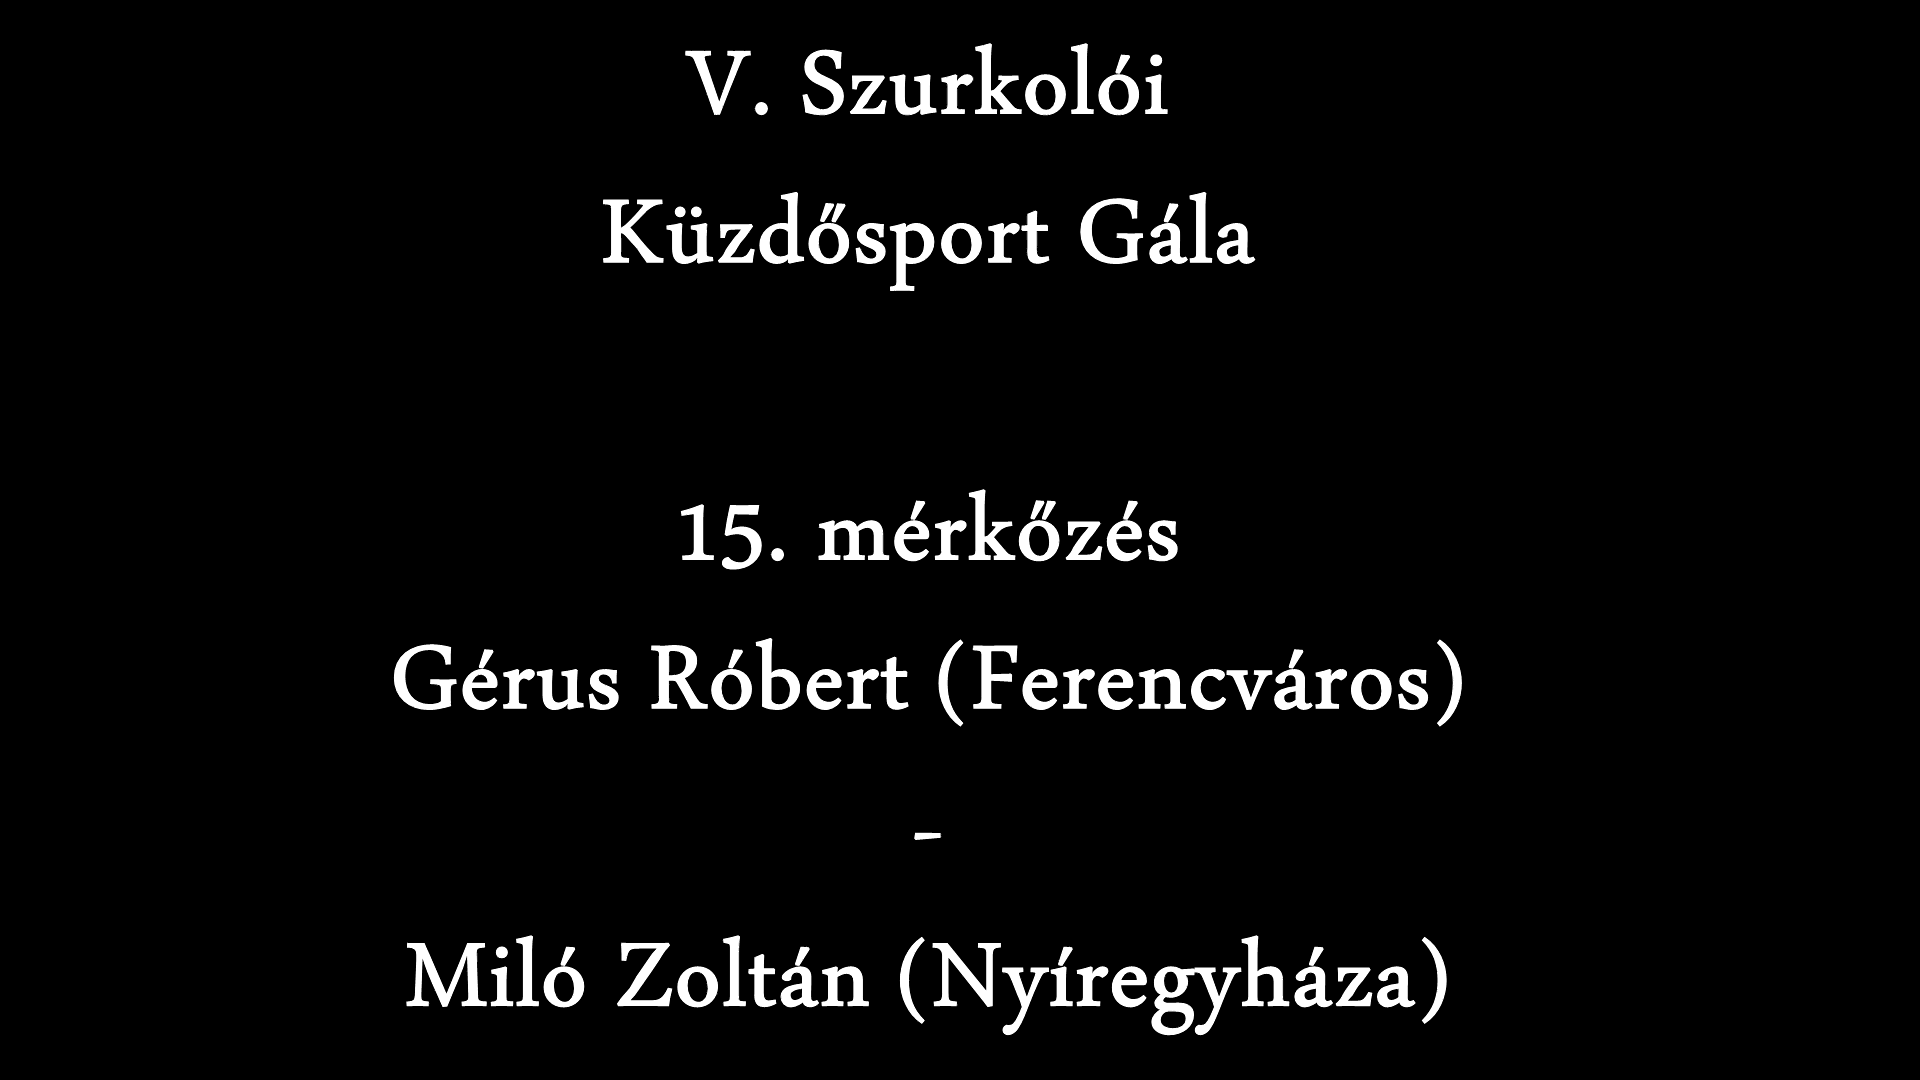 V. Szurkolói
Küzdősport Gála
15. mérkőzés
Gérus Róbert (Ferencváros)
-
Miló Zoltán (Nyíregyháza)